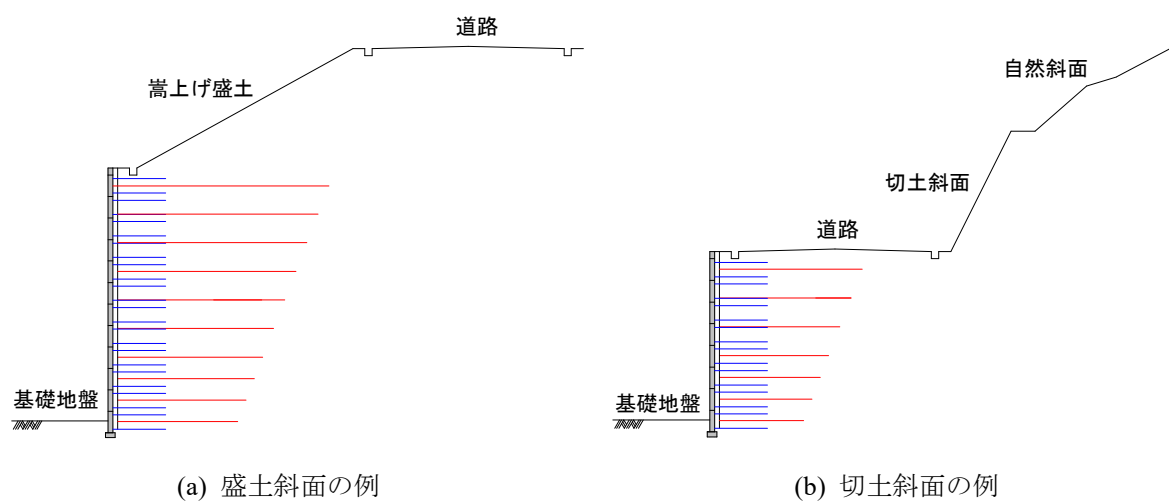 道路
嵩上げ盛土
基礎地盤
(a) 盛土斜面の例
自然斜面
切土斜面
道路
基礎地盤
(b) 切土斜面の例